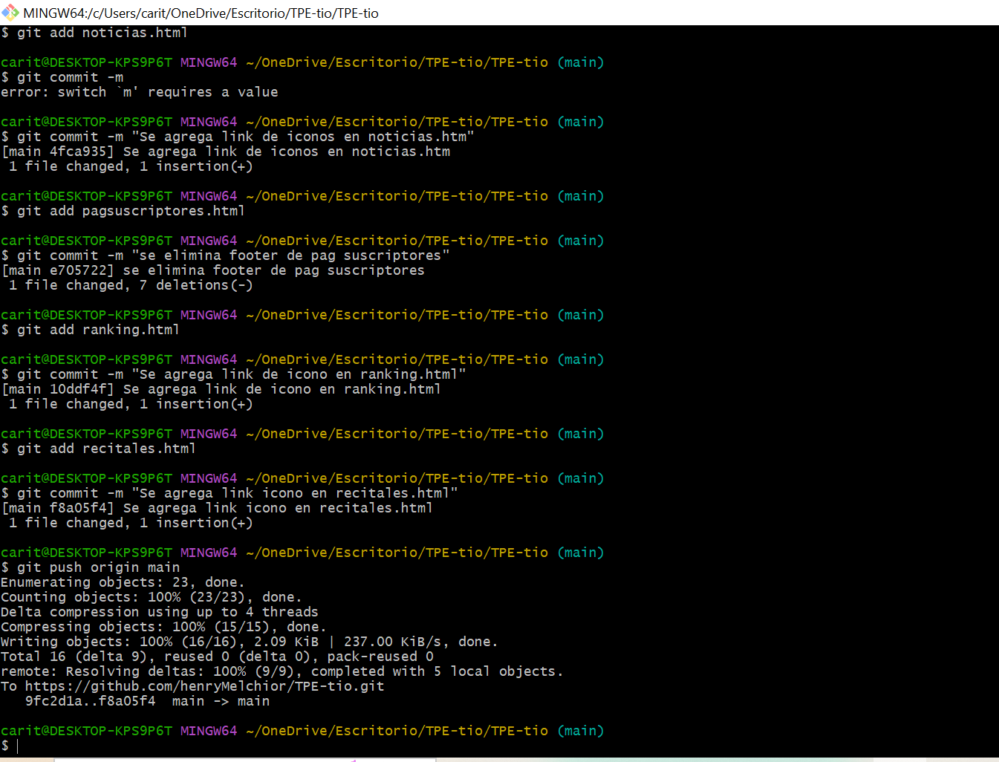 MINGW64:/c/Users/carit/OneDrive/Escritorio/TPE-tio/TPE-tio
$ git add noticias.html
carit@DESKTOP-KPS9P6T MINGW64 ~/OneDrive/Escritorio/TPE-tio/TPE-tio (main)
$ git commit -m
error: switch `m' requires a value
carit@DESKTOP-KPS9P6T MINGW64 ~/OneDrive/Escritorio/TPE-tio/TPE-tio (main)
$ git commit -m "Se agrega link de iconos en noticias.htm"
[main 4fca935] Se agrega link de iconos en noticias.htm
 1 file changed, 1 insertion(+)
carit@DESKTOP-KPS9P6T MINGW64 ~/OneDrive/Escritorio/TPE-tio/TPE-tio (main)
$ git add pagsuscriptores.html
carit@DESKTOP-KPS9P6T MINGW64 ~/OneDrive/Escritorio/TPE-tio/TPE-tio (main)
$ git commit -m "se elimina footer de pag suscriptores"
[main e705722] se elimina footer de pag suscriptores
 1 file changed, 7 deletions(-)
carit@DESKTOP-KPS9P6T MINGW64 ~/OneDrive/Escritorio/TPE-tio/TPE-tio (main)
$ git add ranking.html
carit@DESKTOP-KPS9P6T MINGW64 ~/OneDrive/Escritorio/TPE-tio/TPE-tio (main)
$ git commit -m "Se agrega link de icono en ranking.html"
[main 10ddf4f] Se agrega link de icono en ranking.html
 1 file changed, 1 insertion(+)
carit@DESKTOP-KPS9P6T MINGW64 ~/OneDrive/Escritorio/TPE-tio/TPE-tio (main)
$ git add recitales.html
carit@DESKTOP-KPS9P6T MINGW64 ~/OneDrive/Escritorio/TPE-tio/TPE-tio (main)
$ git commit -m "Se agrega link icono en recitales.html"
[main f8a05f4] Se agrega link icono en recitales.html
 1 file changed, 1 insertion(+)
carit@DESKTOP-KPS9P6T MINGW64 ~/OneDrive/Escritorio/TPE-tio/TPE-tio (main)
$ git push origin main
Enumerating objects: 23, done.
Counting objects: 100% (23/23), done.
Delta compression using up to 4 threads
Compressing objects: 100% (15/15), done.
Writing objects: 100% (16/16), 2.09 KiB | 237.00 KiB/s, done.
Total 16 (delta 9), reused 0 (delta 0), pack-reused 0
remote: Resolving deltas: 100% (9/9), completed with 5 local objects.
To https://github.com/henryMelchior/TPE-tio.git
   9fc2d1a..f8a05f4  main -> main
carit@DESKTOP-KPS9P6T MINGW64 ~/OneDrive/Escritorio/TPE-tio/TPE-tio (main)
$